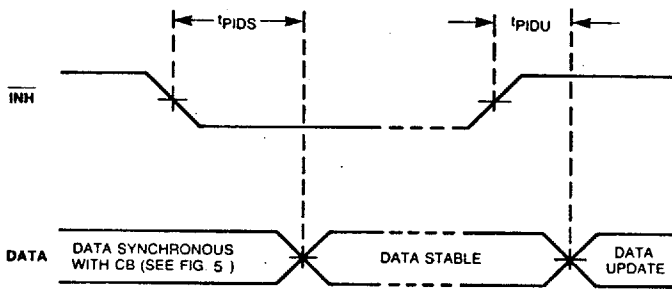 tPIDS
tPIDU
INH
DATA
DATA SYNCHRONOUS
WITH CB (SEE FIG. 5 )
DATA STABLE
DATA
UPDATE